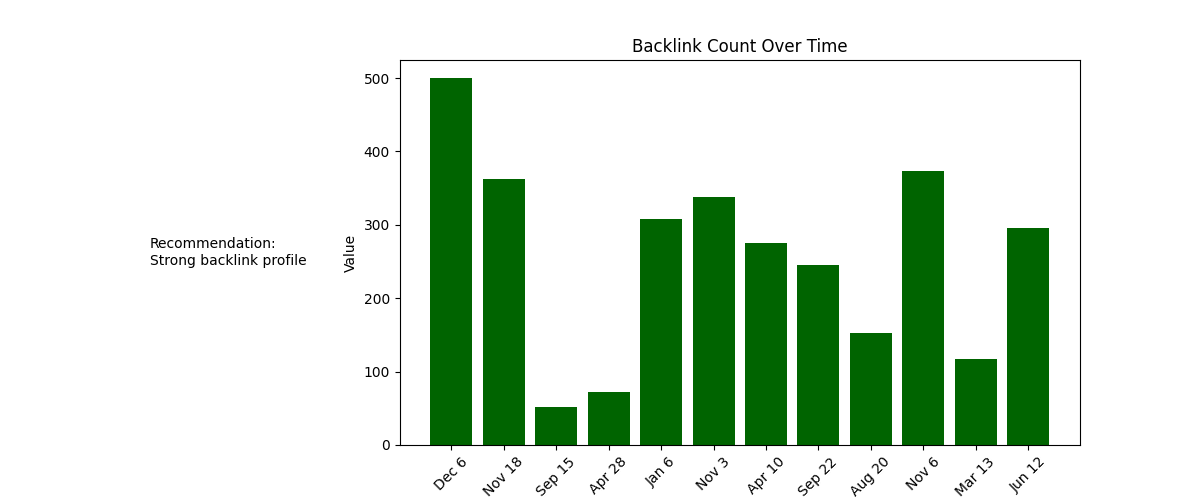 Backlink Count Over Time
Recommendation:
Strong backlink profile
Value
500
400
300
200
100
0
Dec 6
Nov 18
Sep 15
Apr 28
Jan 6
Nov 3
Apr 10
Sep 22
Aug 20
Nov 6
Mar 13
Jun 12